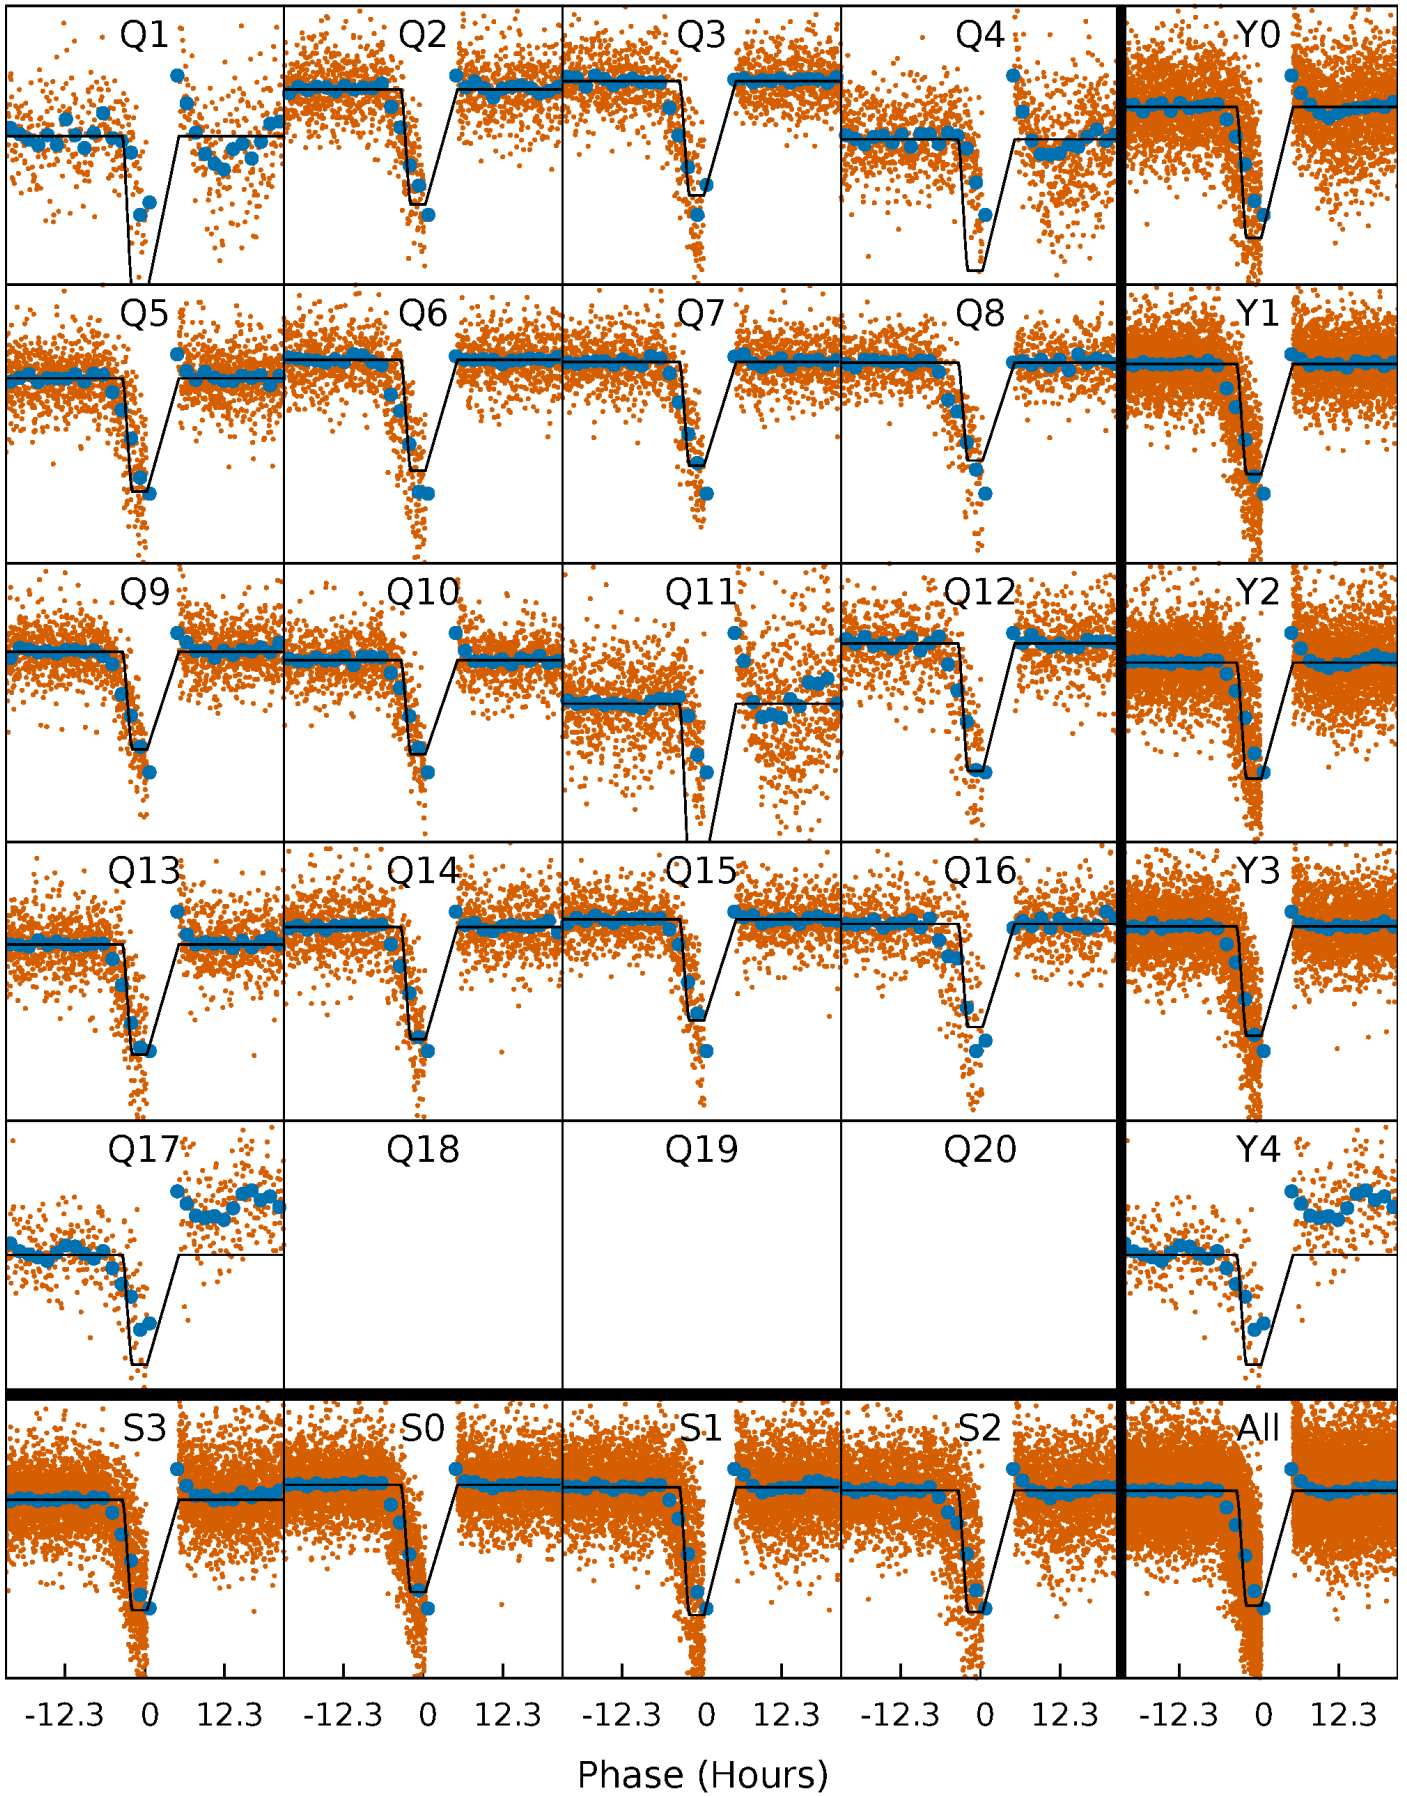 Q1 Q2 Q3 Q4 Y0
Q5 Q6 Q7 Q8 Y1
Q9 Q10 Q11 Q12 Y2
Q13 Q14 Q15 Q16 Y3
Q17 Q18 Q19 Q20 Y4
S3 S0 S1 S2 All
-12.3 0 12.3 -12.3 0 12.3 -12.3 0 12.3 -12.3 0 12.3 -12.3 0 12.3
Phase (Hours)